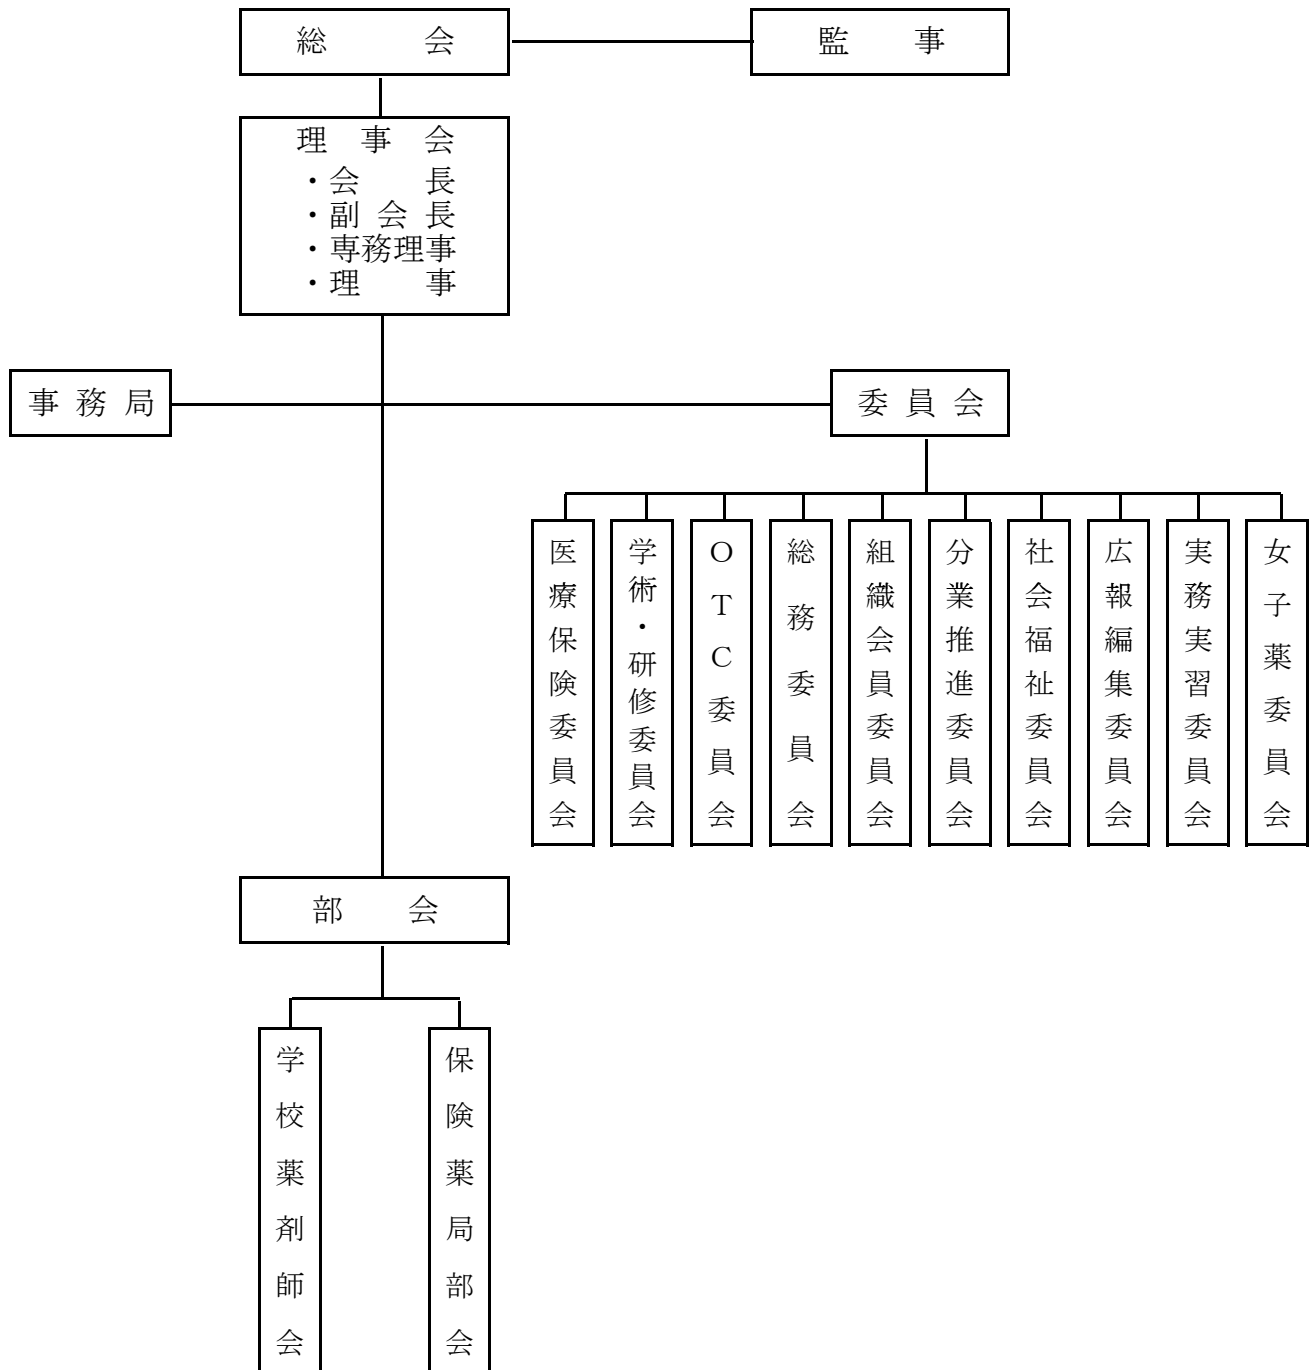 総会
監事
理事会
・会長
・副会長
・専務理事
・理事
事務局
委員会
医療保険委員会
学術・研修委員会
OTC委員会
総務委員会
組織会員委員会
分業推進委員会
社会福祉委員会
広報編集委員会
実務実習委員会
女子薬委員会
部会
学校薬剤師会
保険薬局部会